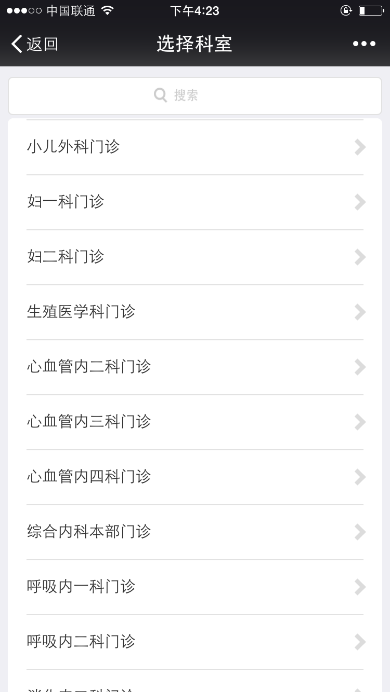 中国联通
下午4:23
返回
选择科室
搜索
小儿外科门诊
妇一科门诊
妇二科门诊
生殖医学科门诊
心血管内二科门诊
心血管内三科门诊
心血管内四科门诊
综合内科本部门诊
呼吸内一科门诊
呼吸内二科门诊